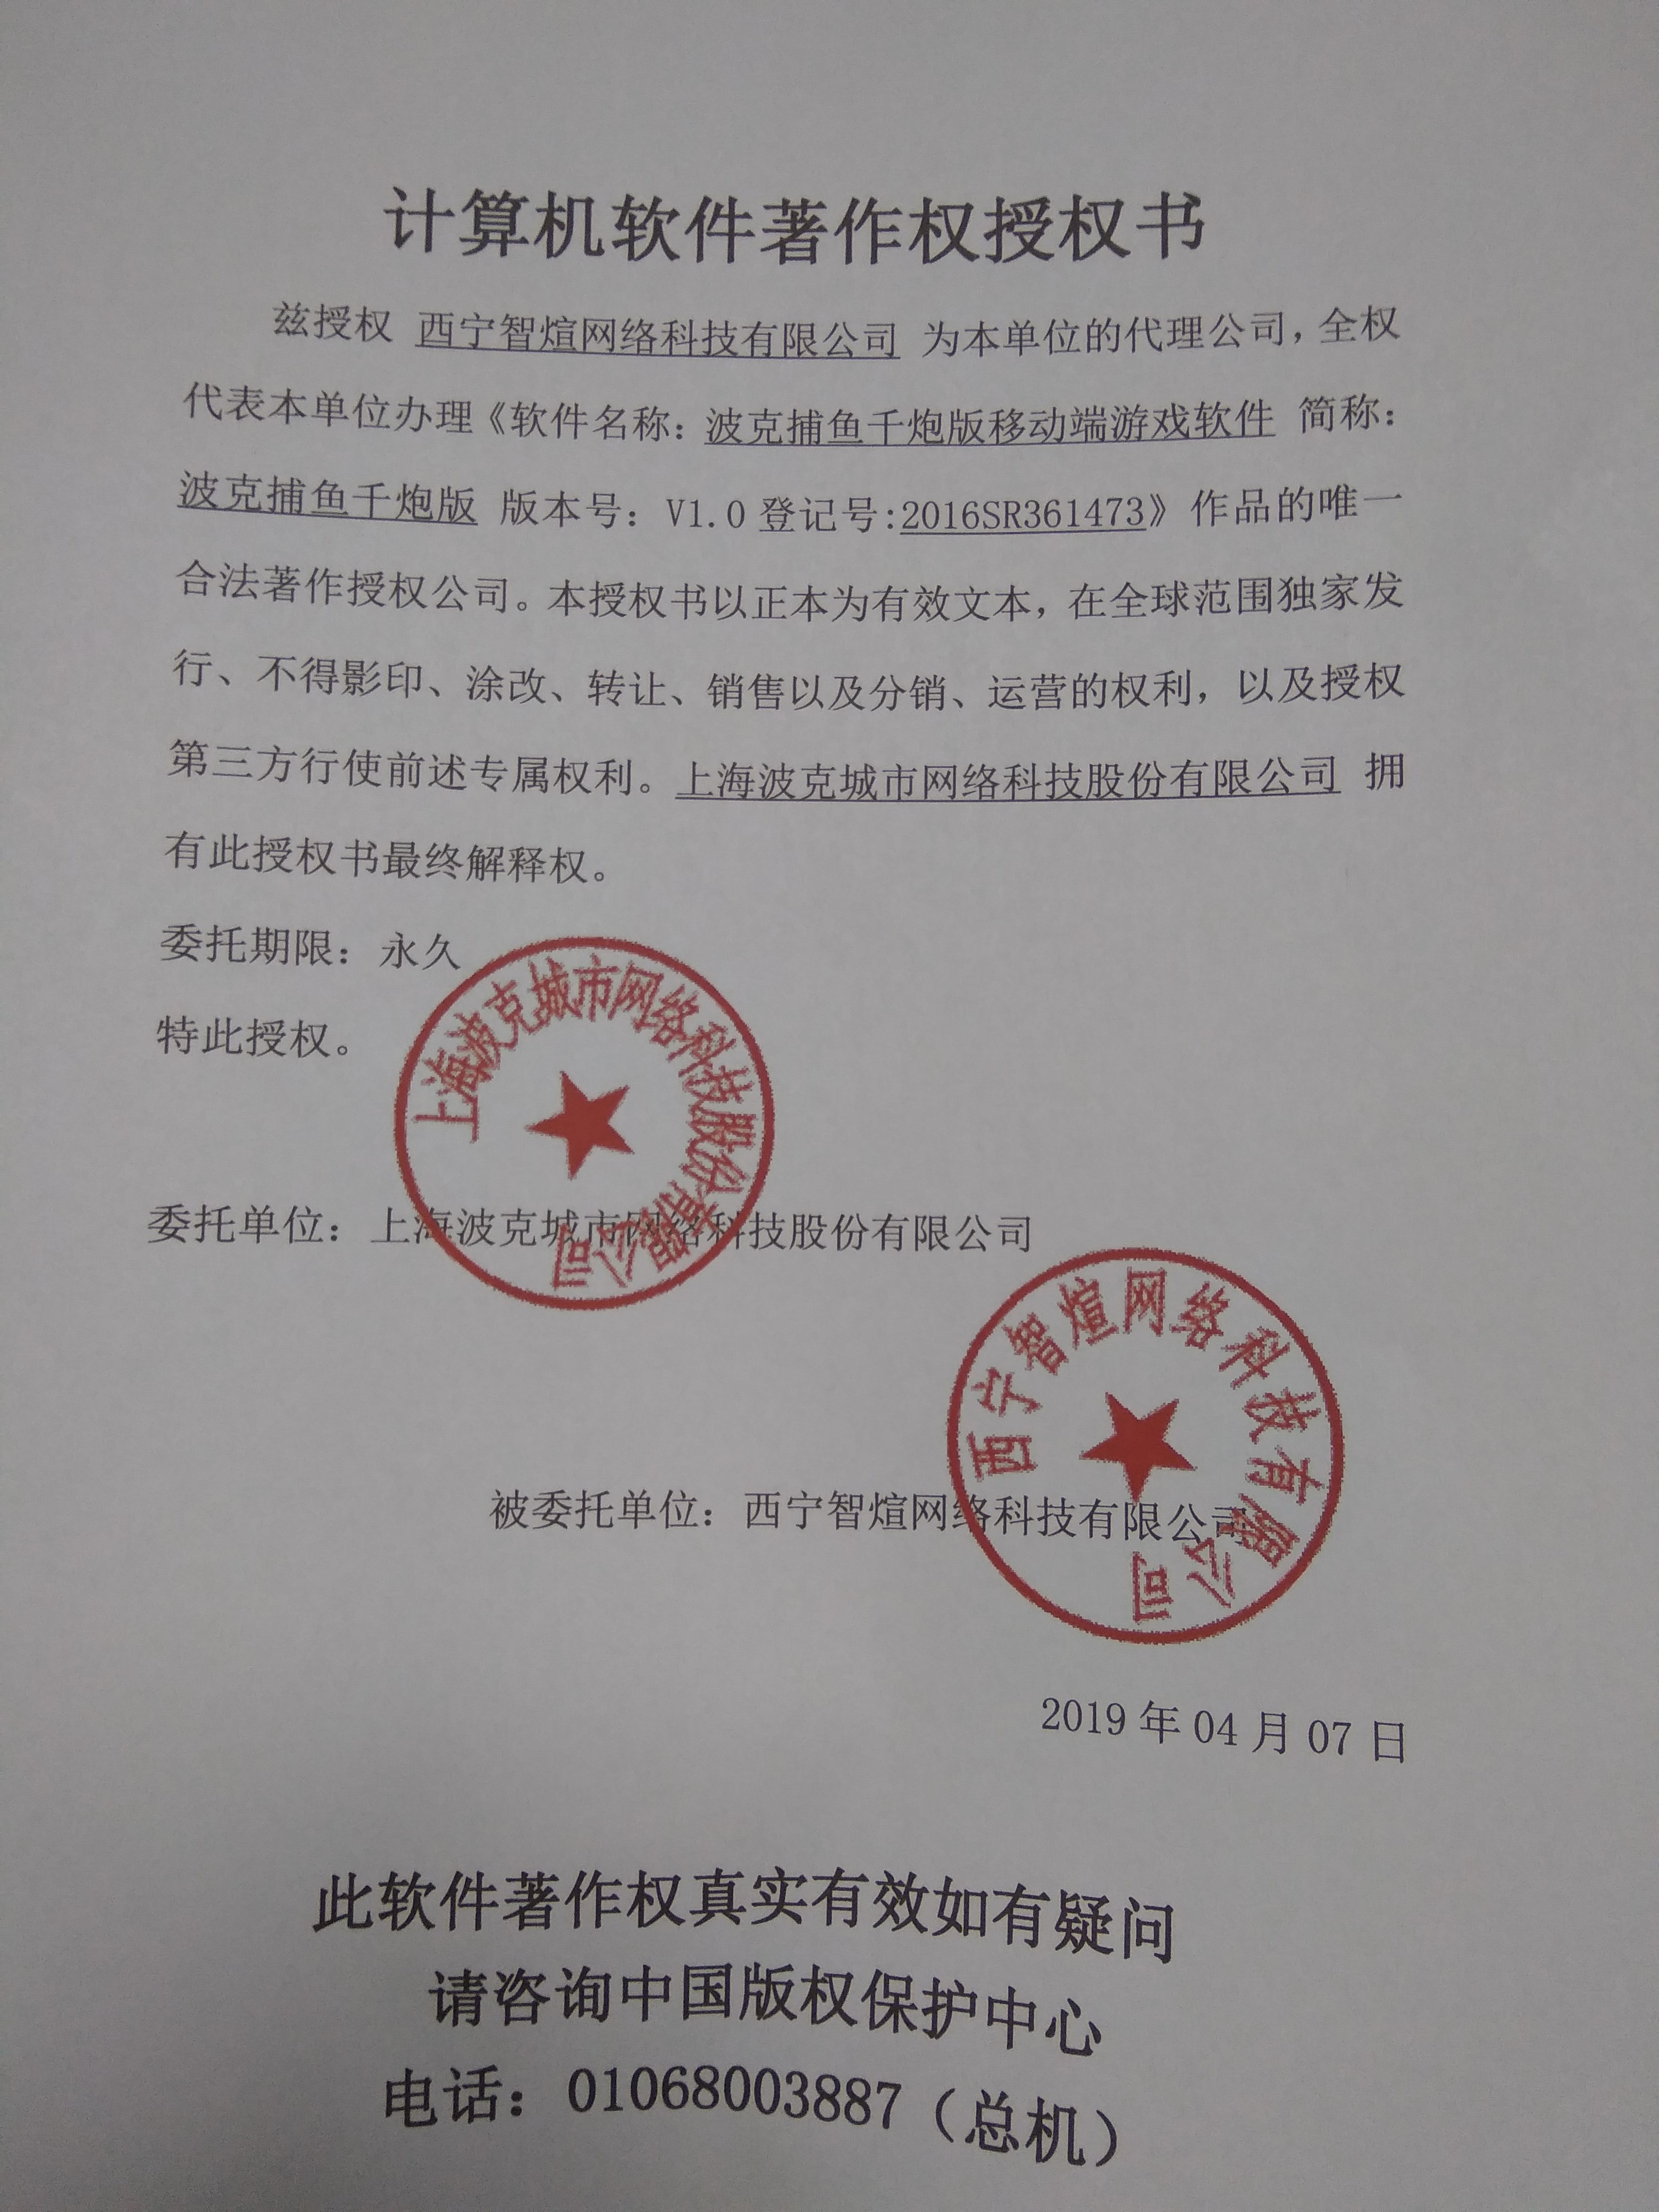 计算机软件著作权授权书
兹授权 西宁智煊网络科技有限公司 为本单位的代理公司，全权
代表本单位办理《软件名称：波克捕鱼千炮版移动端游戏软件 简称：
波克捕鱼千炮版 版本号：V1.0登记号:2016SR361473》作品的唯一
合法著作授权公司。本授权书以正本为有效文本，在全球范围独家发
行、不得影印、涂改、转让、销售以及分销、运营的权利，以及授权
第三方行使前述专属权利。上海波克城市网络科技股份有限公司 拥
有此授权书最终解释权。
委托期限：永久
特此授权。
上海波克城市网络科技股份有限公司
委托单位：上海波克城市网络科技股份有限公司
西宁智煊网络科技有限公司
被委托单位：西宁智煊网络科技有限公司
2019年04月07日
此软件著作权真实有效如有疑问
请咨询中国版权保护中心
电话：01068003887（总机）